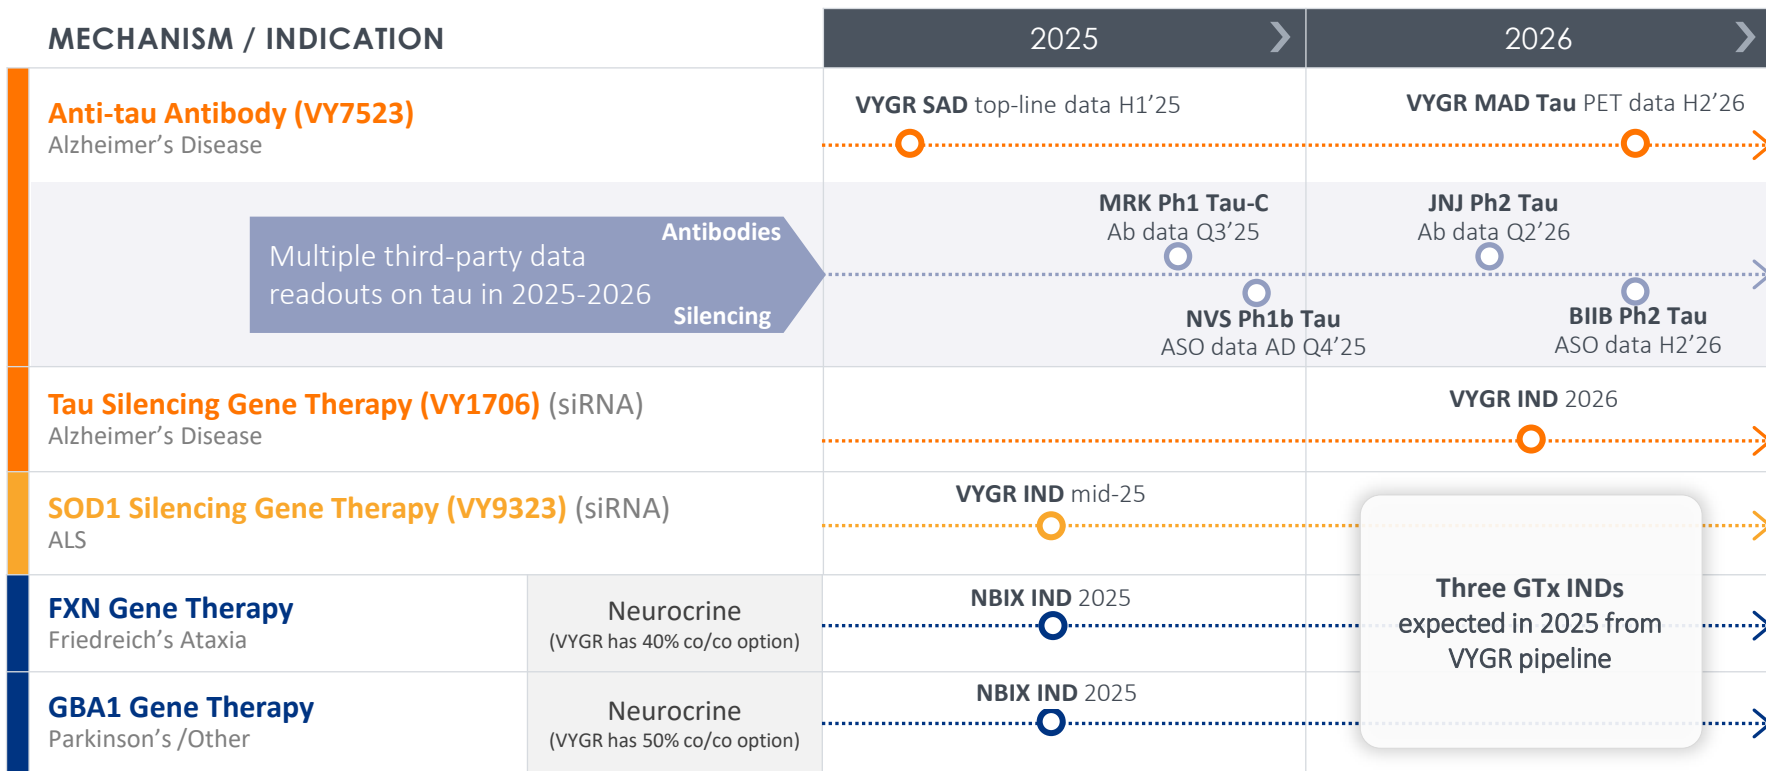 MECHANISM / INDICATION
2025
2026
Anti-tau Antibody (VY7523)
Alzheimer's Disease
VYGR SAD top-line data H1'25
VYGR MAD Tau PET data H2'26
Multiple third-party data
readouts on tau in 2025-2026
Antibodies
Silencing
MRK Ph1 Tau-C
Ab data Q3'25
JNJ Ph2 Tau
Ab data Q2'26
NVS Ph1b Tau
ASO data AD Q4'25
BIIB Ph2 Tau
ASO data H2'26
Tau Silencing Gene Therapy (VY1706) (siRNA)
Alzheimer's Disease
VYGR IND 2026
SOD1 Silencing Gene Therapy (VY9323) (siRNA)
ALS
VYGR IND mid-25
FXN Gene Therapy
Friedreich's Ataxia
Neurocrine
(VYGR has 40% co/co option)
NBIX IND 2025
Three GTx INDs
expected in 2025 from
VYGR pipeline
GBA1 Gene Therapy
Parkinson's /Other
Neurocrine
(VYGR has 50% co/co option)
NBIX IND 2025